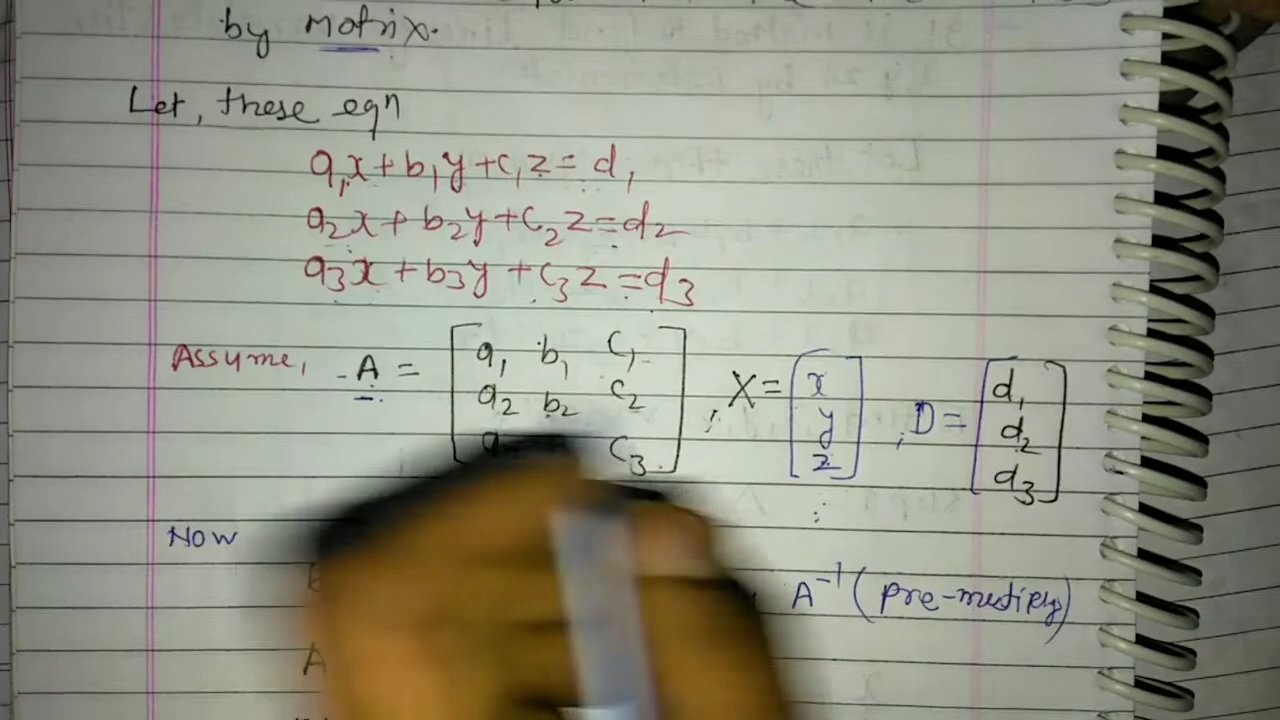 by matrix.
Let, these eqn
a₁x+b₁y+c₁z= d₁
a₂x+b₂y+c₂z=d₂
a₃x+b₃y+c₃z=d₃
Assume, A = [a₁ b₁ c₁ a₂ b₂ c₂ c₃], X = [x y z], D = [d₁ d₂ d₃]
Now
A⁻¹ (pre-multiply)
A